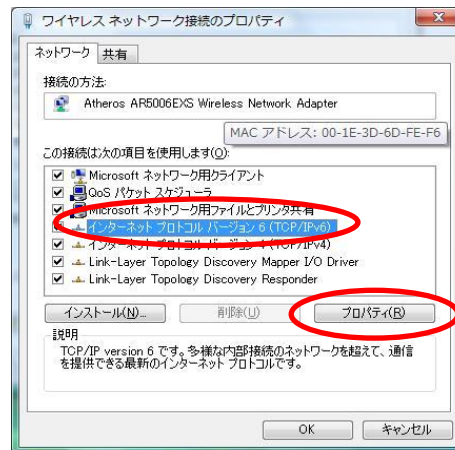 ワイヤレス ネットワーク接続のプロパティ
ネットワーク 共有
接続の方法:
Atheros AR5006EXS Wireless Network Adapter
MAC アドレス: 00-1E-3D-6D-FE-F6
この接続は次の項目を使用します(O):
Microsoft ネットワーク用クライアント
QoS パケット スケジューラ
Microsoft ネットワーク用ファイルとプリンタ共有
インターネット プロトコル バージョン 6 (TCP/IPv6)
インターネット プロトコル バージョン 4 (TCP/IPv4)
Link-Layer Topology Discovery Mapper I/O Driver
Link-Layer Topology Discovery Responder
インストール(N)... 削除(U) プロパティ(R)
説明
TCP/IP version 6 です。多様な内部接続のネットワークを超えて、通信
を提供できる最新のインターネット プロトコルです。
OK キャンセル